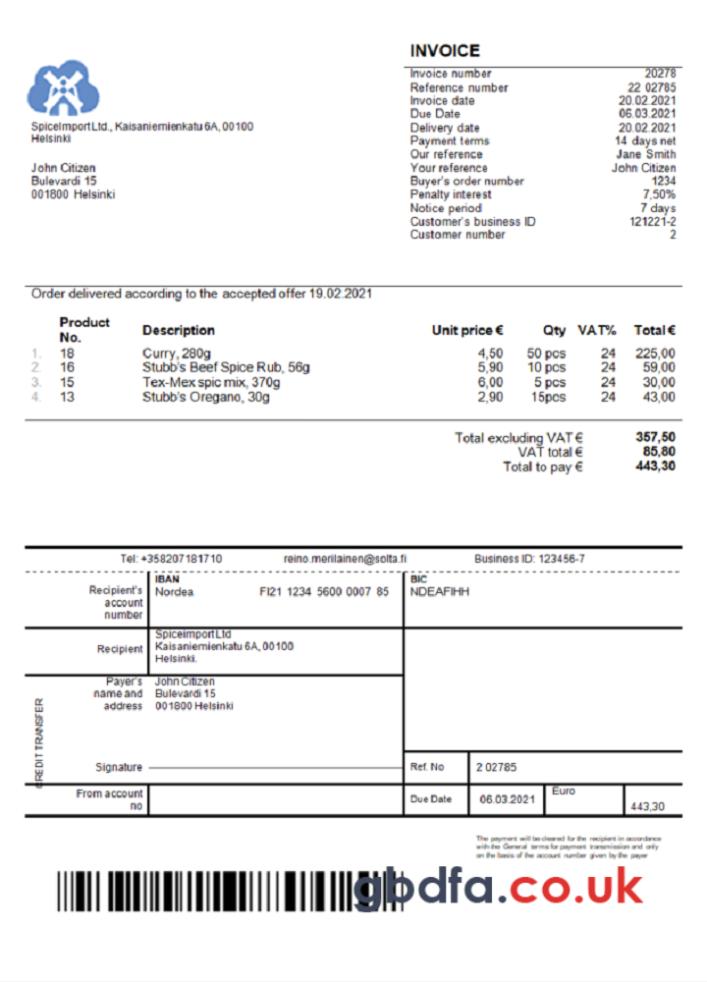 INVOICE
Invoice number 20278
Reference number 22 02785
Invoice date 20.02.2021
Due Date 06.03.2021
Delivery date 20.02.2021
Payment terms 14 days net
Our reference Jane Smith
Your reference John Citizen
Buyer's order number 1234
Penalty interest 7,50%
Notice period 7 days
Customer's business ID 121221-2
Customer number 2
SpiceImport Ltd., Kaisaniemienkatu 6A, 00100
Helsinki
John Citizen
Bulevardi 15
001800 Helsinki
Order delivered according to the accepted offer 19.02.2021
Product No. Description Unit price € Qty VAT% Total €
1. 18 Curry, 280g 4,50 50 pcs 24 225,00
2. 16 Stubb's Beef Spice Rub, 56g 5,90 10 pcs 24 59,00
3. 15 Tex-Mex spic mix, 370g 6,00 5 pcs 24 30,00
4. 13 Stubb's Oregano, 30g 2,90 15pcs 24 43,00
Total excluding VAT € 357,50
VAT total € 85,80
Total to pay € 443,30
Tel: +358207181710 reino.merilainen@solta.fi Business ID: 123456-7
Recipient's account number
IBAN
Nordea FI21 1234 5600 0007 85
BIC
NDEAFIHH
Recipient
SpiceimportLtd
Kaisaniemienkatu 6A, 00100
Helsinki.
Payer's name and address
John Citizen
Bulevardi 15
001800 Helsinki
CREDIT TRANSFER
Signature
Ref. No 2 02785
From account no
Due Date 06.03.2021 Euro 443,30
The payment will be cleared for the recipient in accordance
with the General terms for payment transmission and only
on the basis of the account number given by the payer
gbdfa.co.uk